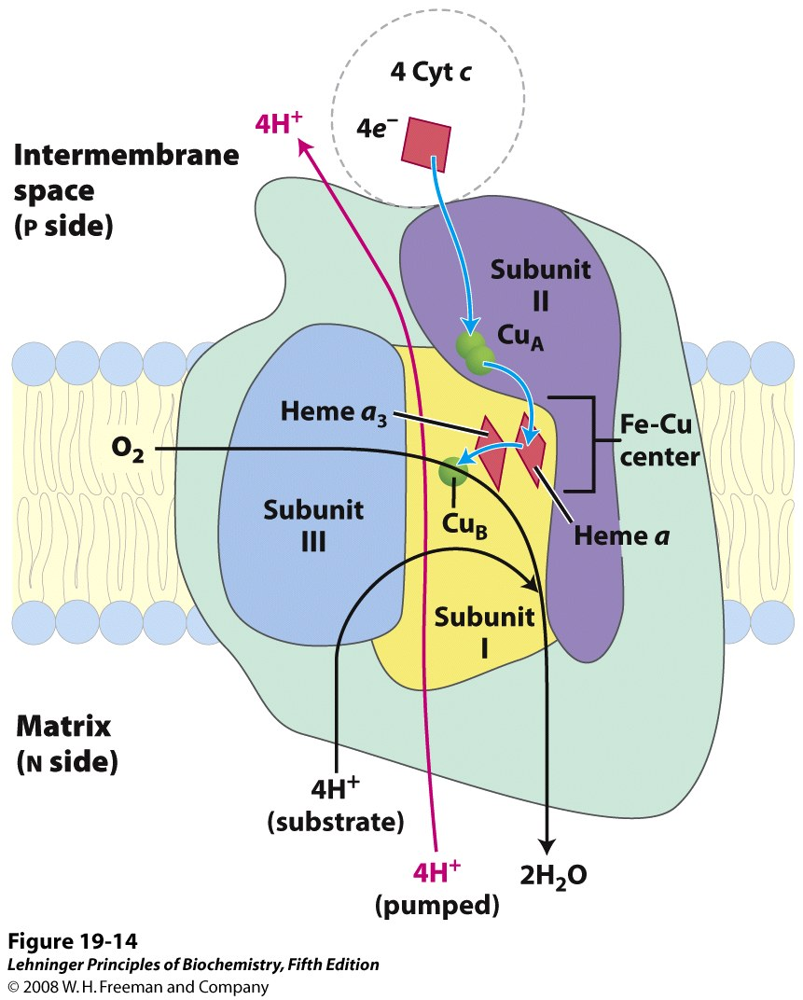 4 Cyt c
4H⁺
4e⁻
Intermembrane
space
(P side)
Subunit
II
CuA
Heme a₃
Fe-Cu
center
O₂
Subunit
III
CuB
Heme a
Subunit
I
Matrix
(N side)
4H⁺
(substrate)
4H⁺
(pumped)
2H₂O
Figure 19-14
Lehninger Principles of Biochemistry, Fifth Edition
© 2008 W. H. Freeman and Company